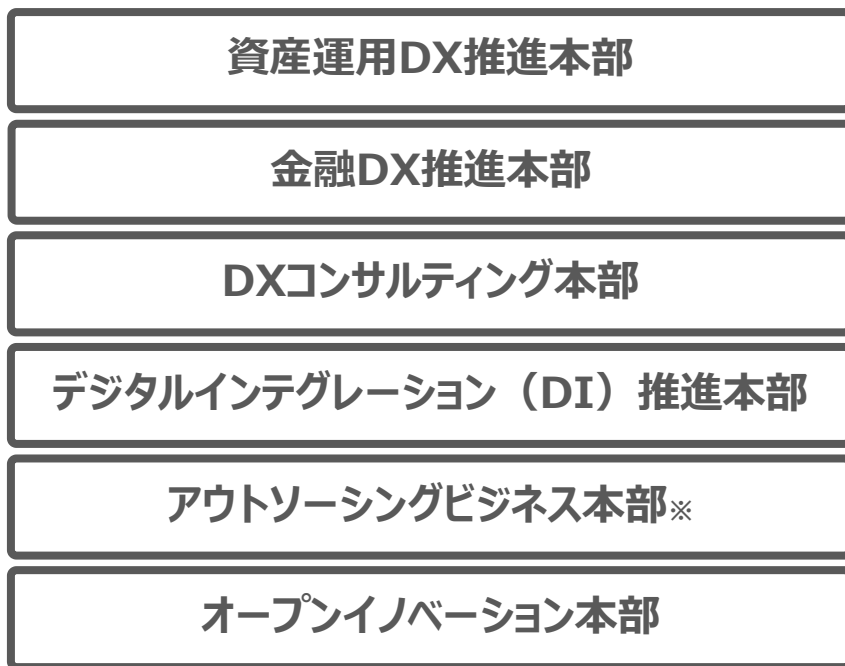 資産運用DX推進本部
金融DX推進本部
DXコンサルティング本部
デジタルインテグレーション（DI）推進本部
アウトソーシングビジネス本部※
オープンイノベーション本部